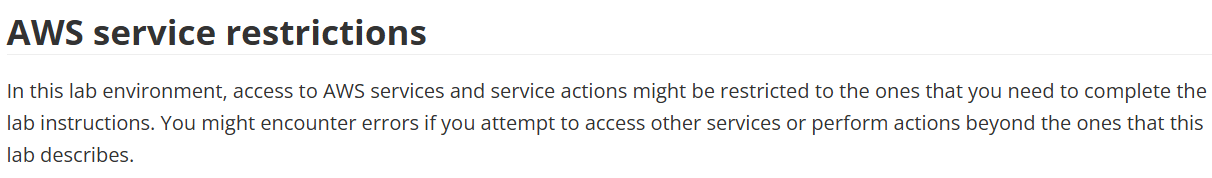 AWS service restrictions
In this lab environment, access to AWS services and service actions might be restricted to the ones that you need to complete the
lab instructions. You might encounter errors if you attempt to access other services or perform actions beyond the ones that this
lab describes.